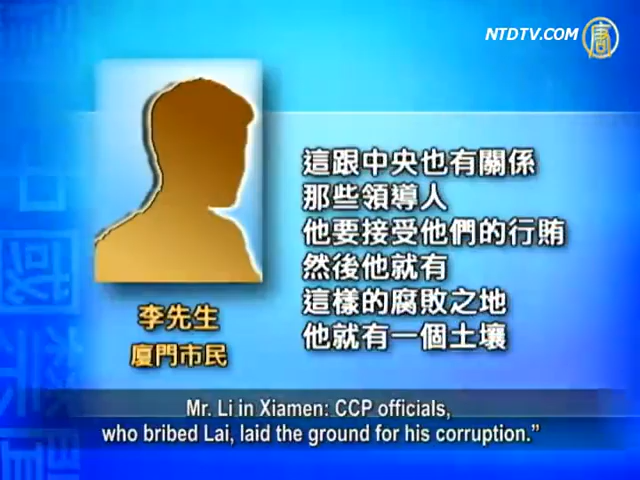 NTDTV.COM
唐
這跟中央也有關係
那些領導人
他要接受他們的行賄
然後他就有
這樣的腐敗之地
他就有一個土壤
李先生
廈門市民
Mr. Li in Xiamen: CCP officials,
who bribed Lai, laid the ground for his corruption.”